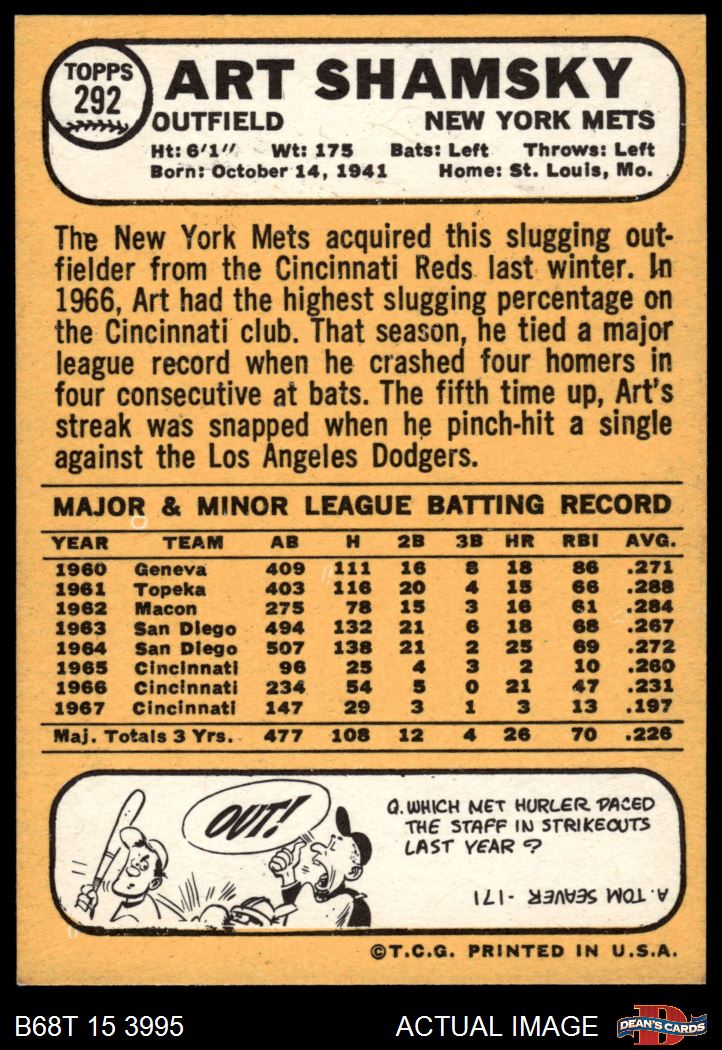 TOPPS
292
ART SHAMSKY
OUTFIELD NEW YORK METS
Ht: 6'1" Wt: 175 Bats: Left Throws: Left
Born: October 14, 1941 Home: St. Louis, Mo.
The New York Mets acquired this slugging out-
fielder from the Cincinnati Reds last winter. In
1966, Art had the highest slugging percentage on
the Cincinnati club. That season, he tied a major
league record when he crashed four homers in
four consecutive at bats. The fifth time up, Art's
streak was snapped when he pinch-hit a single
against the Los Angeles Dodgers.
MAJOR & MINOR LEAGUE BATTING RECORD
YEAR TEAM AB H 2B 3B HR RBI AVG.
1960 Geneva 409 111 16 8 18 86 .271
1961 Topeka 403 116 20 4 15 66 .288
1962 Macon 275 78 15 3 16 61 .284
1963 San Diego 494 132 21 6 18 68 .267
1964 San Diego 507 138 21 2 25 69 .272
1965 Cincinnati 96 25 4 3 2 10 .260
1966 Cincinnati 234 54 5 0 21 47 .231
1967 Cincinnati 147 29 3 1 3 13 .197
Maj. Totals 3 Yrs. 477 108 12 4 26 70 .226
OUT!
Q. WHICH MET HURLER PACED
THE STAFF IN STRIKEOUTS
LAST YEAR ?
A. TOM SEAVER -171
©T.C.G. PRINTED IN U.S.A.
B68T 15 3995 ACTUAL IMAGE DEAN'S CARDS